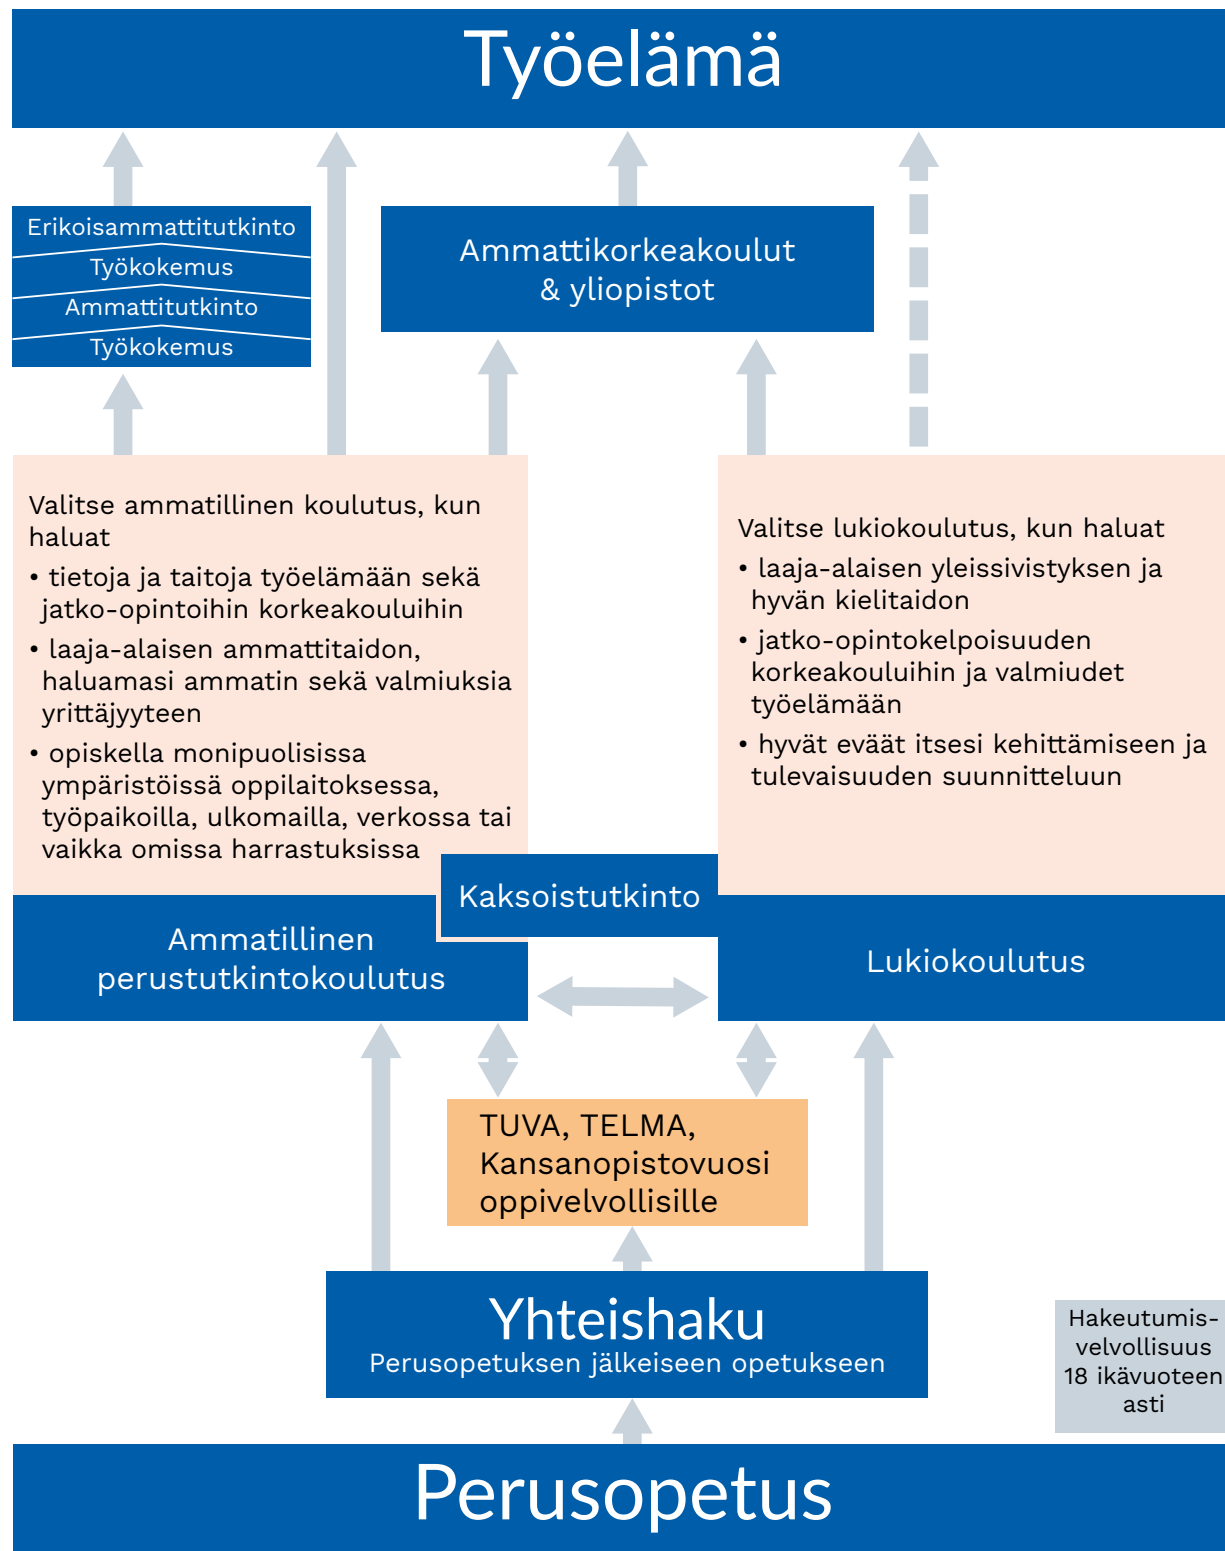 Työelämä
Erikoisammattitutkinto
Työkokemus
Ammattitutkinto
Työkokemus
Ammattikorkeakoulut
& yliopistot
Valitse ammatillinen koulutus, kun
haluat
• tietoja ja taitoja työelämään sekä
jatko-opintoihin korkeakouluihin
• laaja-alaisen ammattitaidon,
haluamasi ammatin sekä valmiuksia
yrittäjyyteen
• opiskella monipuolisissa
ympäristöissä oppilaitoksessa,
työpaikoilla, ulkomailla, verkossa tai
vaikka omissa harrastuksissa
Valitse lukiokoulutus, kun haluat
• laaja-alaisen yleissivistyksen ja
hyvän kielitaidon
• jatko-opintokelpoisuuden
korkeakouluihin ja valmiudet
työelämään
• hyvät eväät itsesi kehittämiseen ja
tulevaisuuden suunnitteluun
Kaksoistutkinto
Ammatillinen
perustutkintokoulutus
Lukiokoulutus
TUVA, TELMA,
Kansanopistovuosi
oppivelvollisille
Yhteishaku
Perusopetuksen jälkeiseen opetukseen
Hakeutumis-
velvollisuus
18 ikävuoteen
asti
Perusopetus